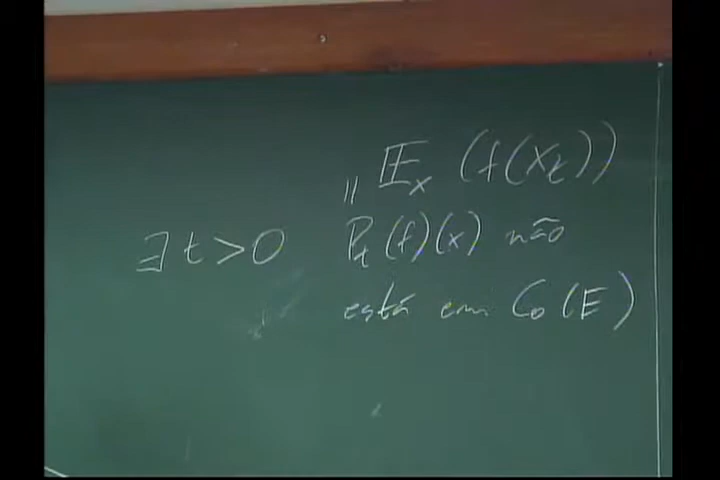 𝔼ₓ (f(Xₜ))
||
∃ t > 0 Pₜ(f)(x) não
está em C₀(E)